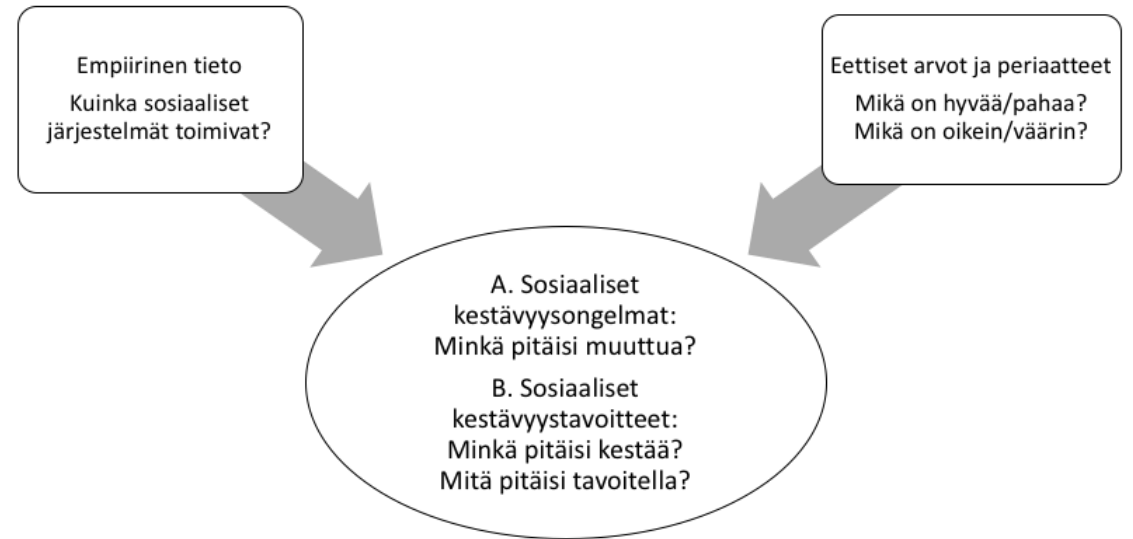 Empiirinen tieto
Kuinka sosiaaliset
järjestelmät toimivat?
Eettiset arvot ja periaatteet
Mikä on hyvää/pahaa?
Mikä on oikein/väärin?
A. Sosiaaliset
kestävyysongelmat:
Minkä pitäisi muuttua?
B. Sosiaaliset
kestävyystavoitteet:
Minkä pitäisi kestää?
Mitä pitäisi tavoitella?